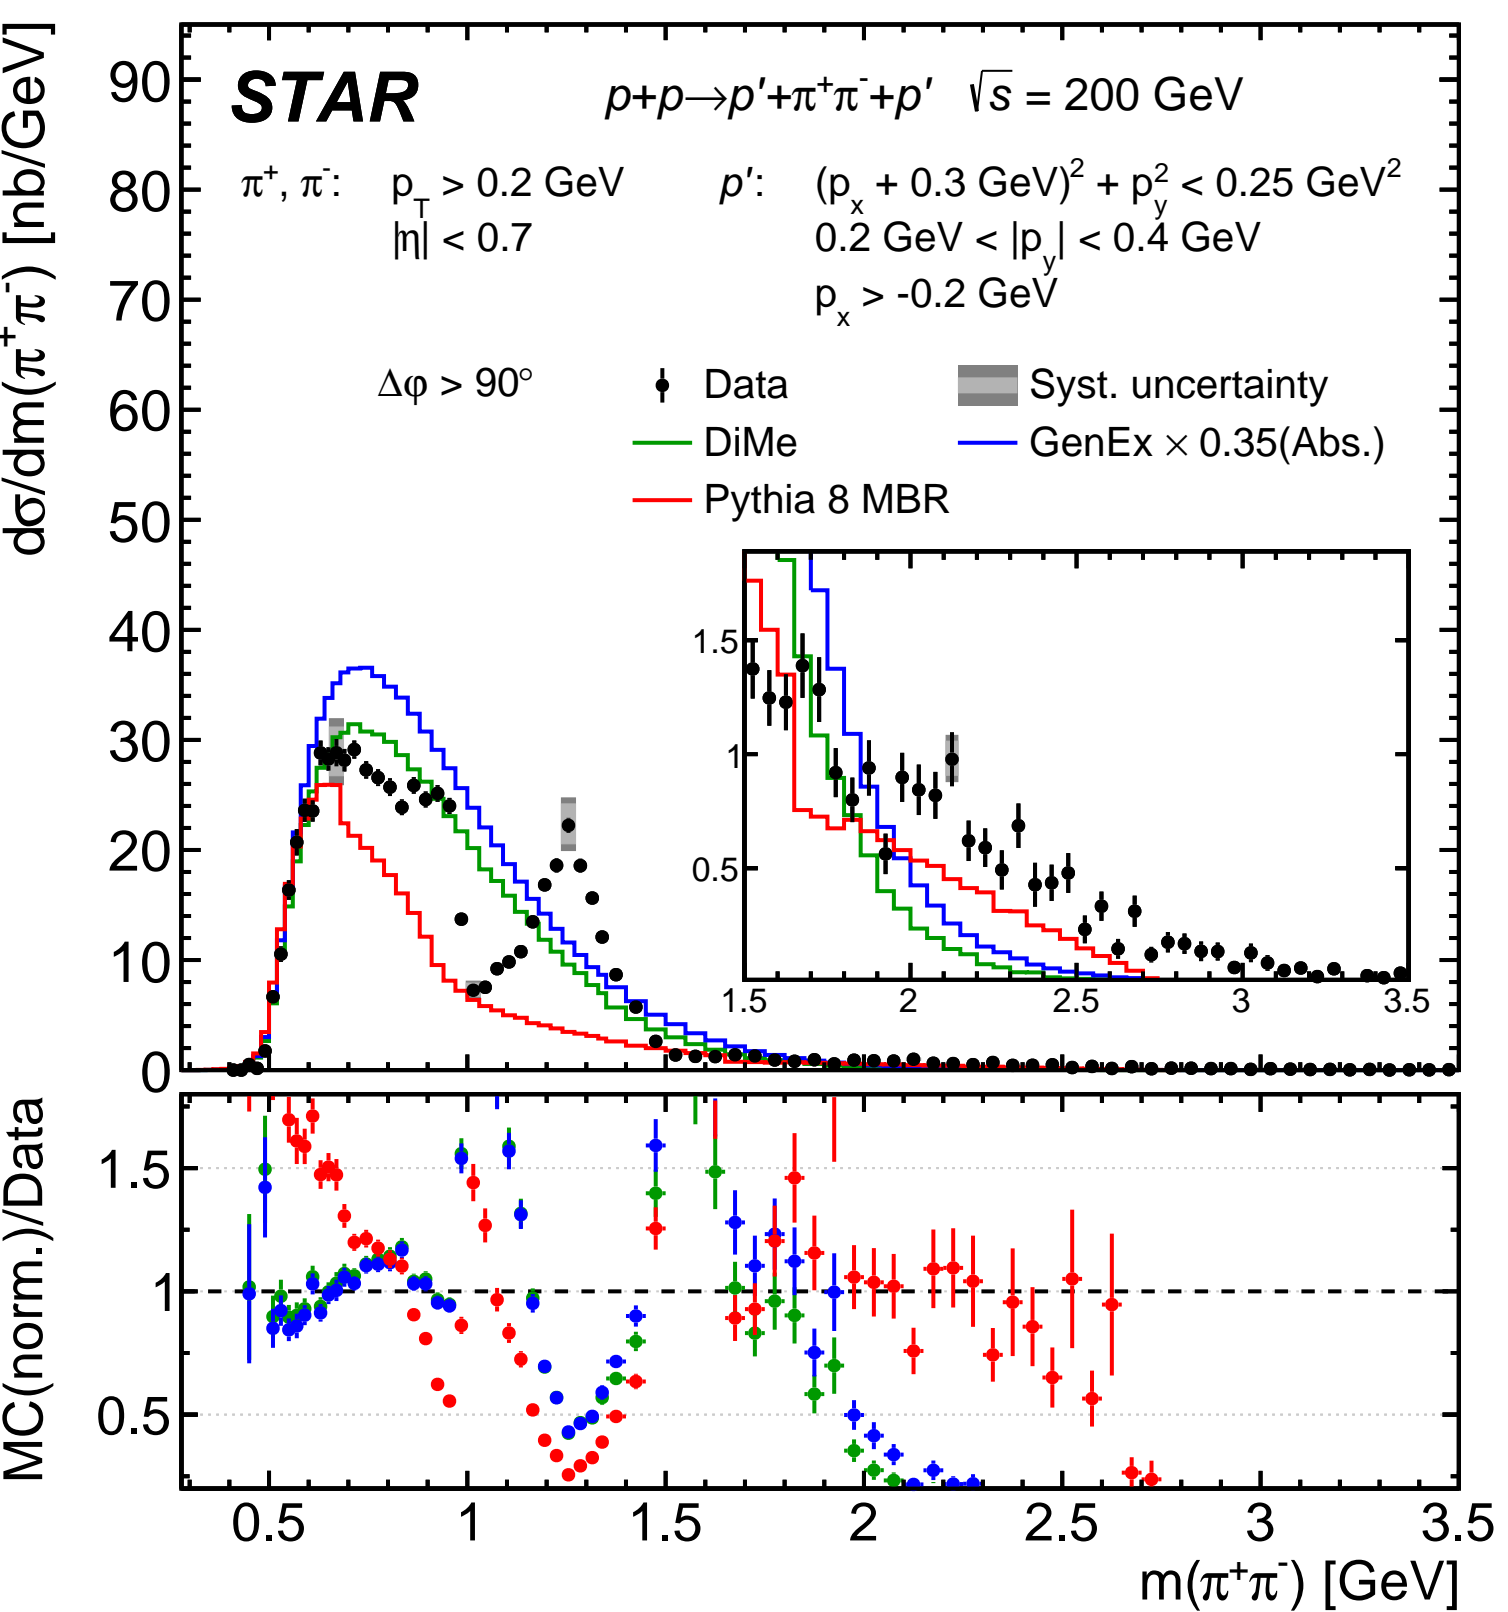 STAR
p+p→p′+π⁺π⁻+p′ √s = 200 GeV
π⁺, π⁻: p_T > 0.2 GeV p′: (p_x + 0.3 GeV)² + p_y² < 0.25 GeV²
|η| < 0.7 0.2 GeV < |p_y| < 0.4 GeV
p_x > -0.2 GeV
Δφ > 90° Data Syst. uncertainty
DiMe GenEx × 0.35(Abs.)
Pythia 8 MBR
dσ/dm(π⁺π⁻) [nb/GeV]
90
80
70
60
50
40
30
20
10
0
1.5
1
0.5
1.5 2 2.5 3 3.5
MC(norm.)/Data
1.5
1
0.5
0.5 1 1.5 2 2.5 3 3.5
m(π⁺π⁻) [GeV]